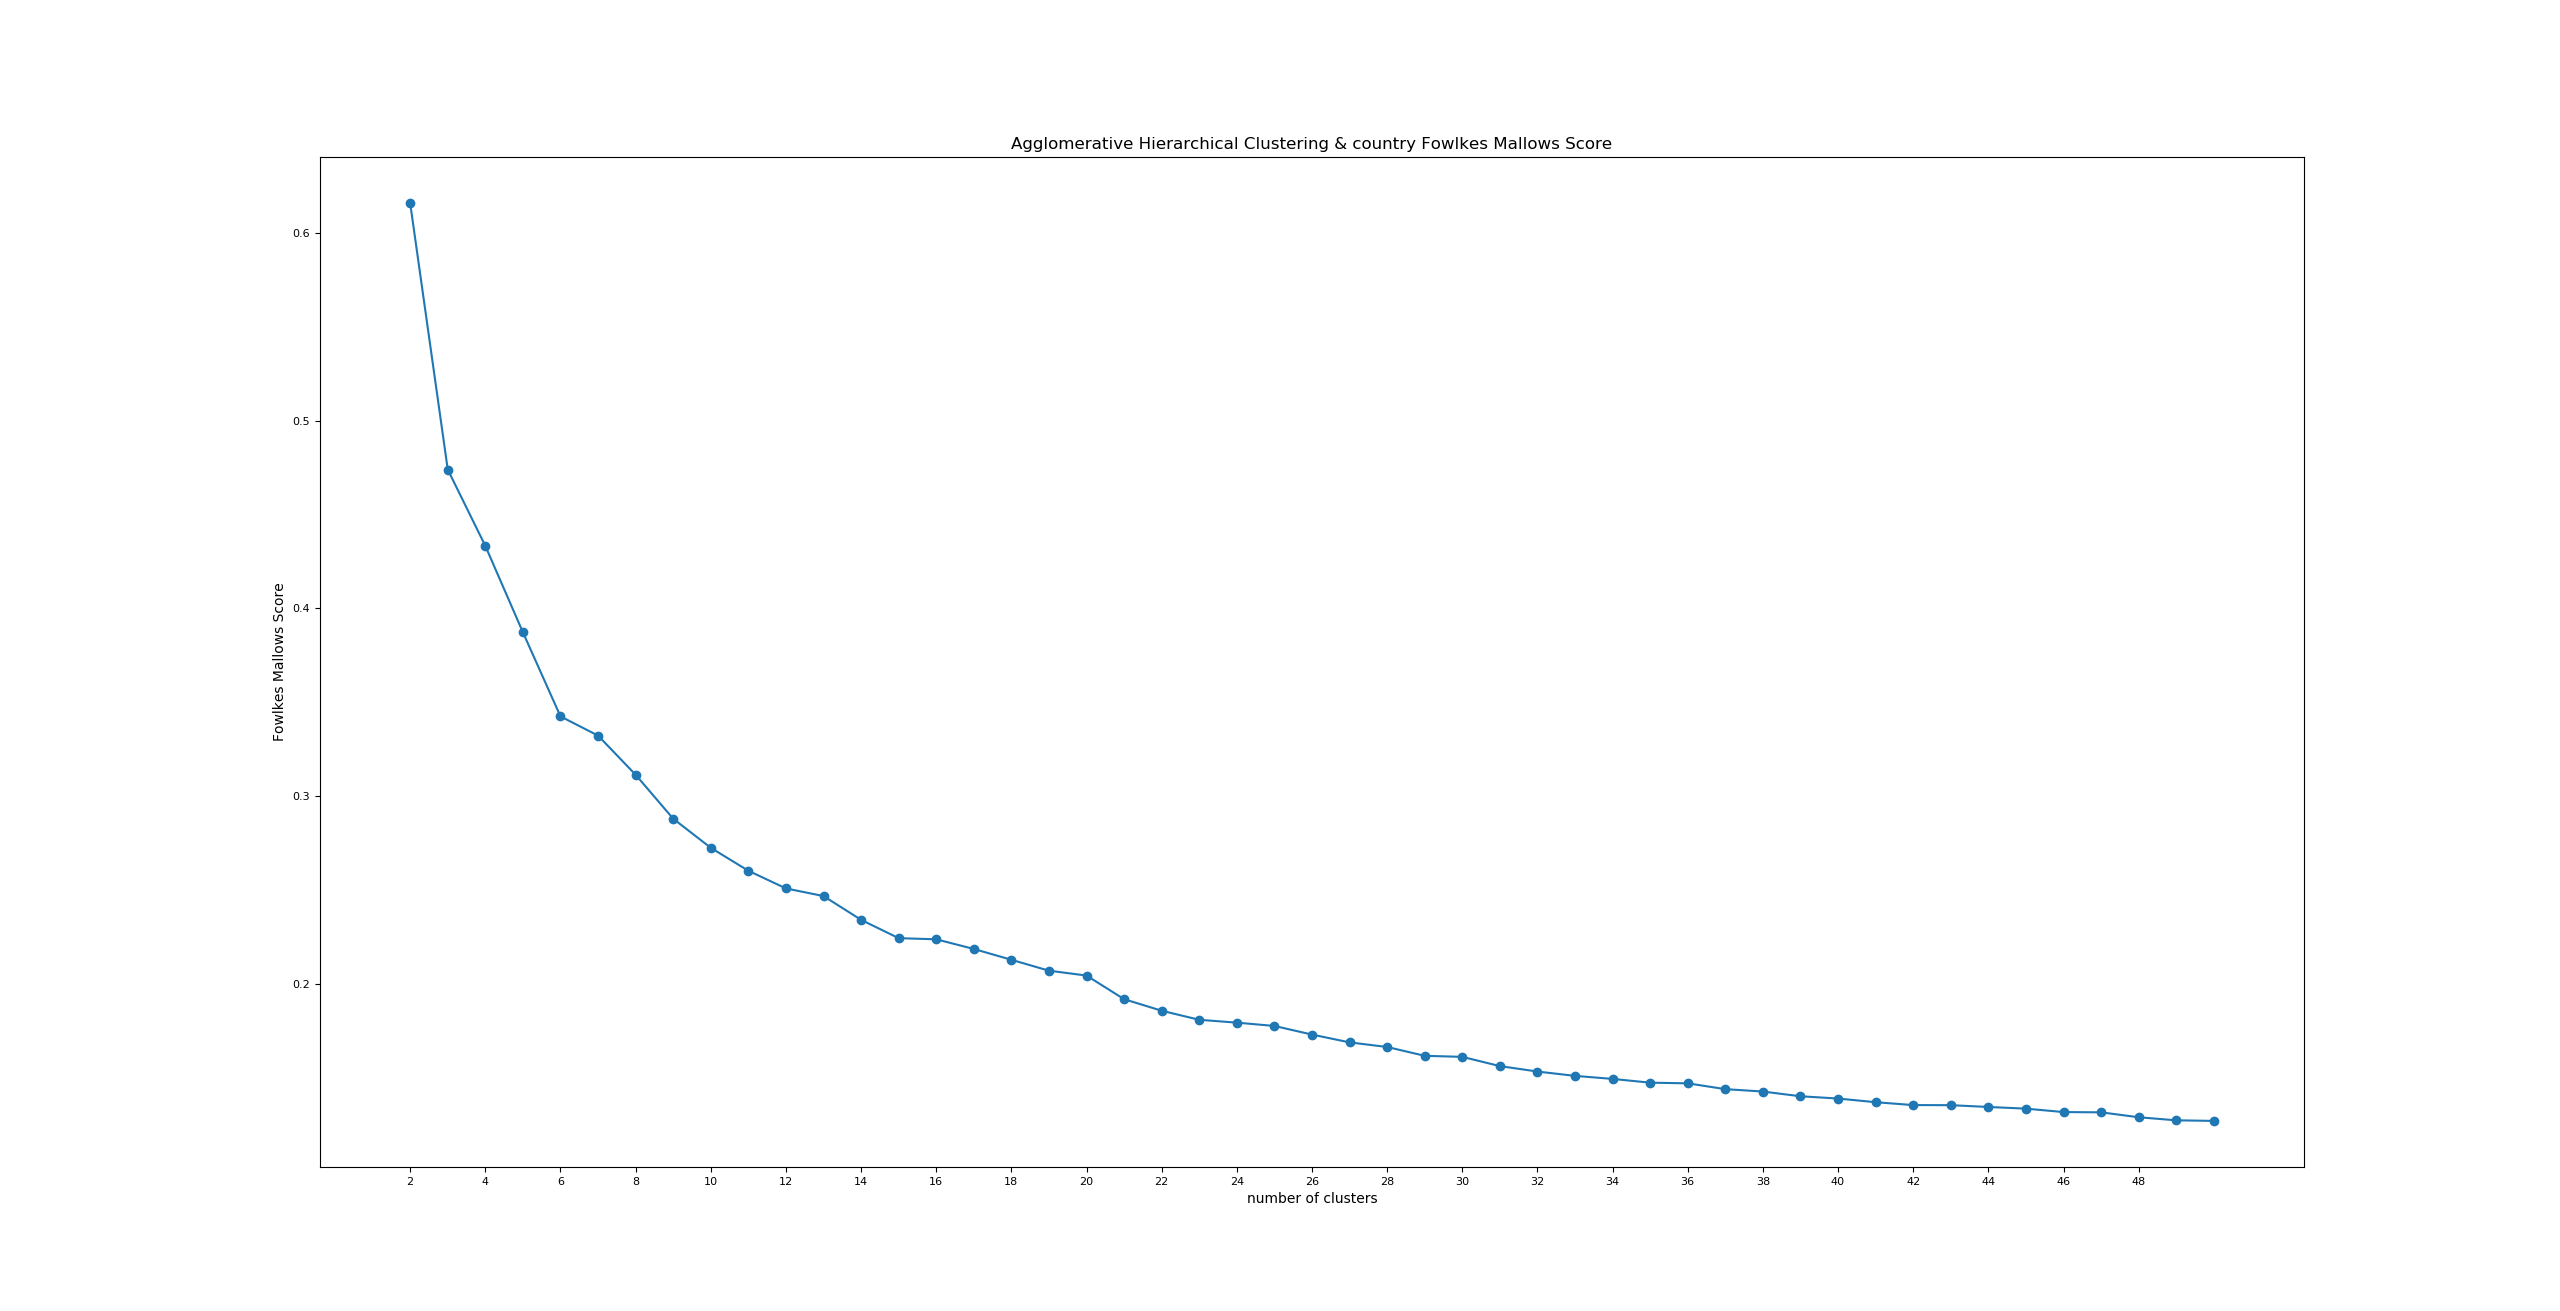 Agglomerative Hierarchical Clustering & country Fowlkes Mallows Score
0.6
0.5
0.4
0.3
0.2
Fowlkes Mallows Score
2 4 6 8 10 12 14 16 18 20 22 24 26 28 30 32 34 36 38 40 42 44 46 48
number of clusters